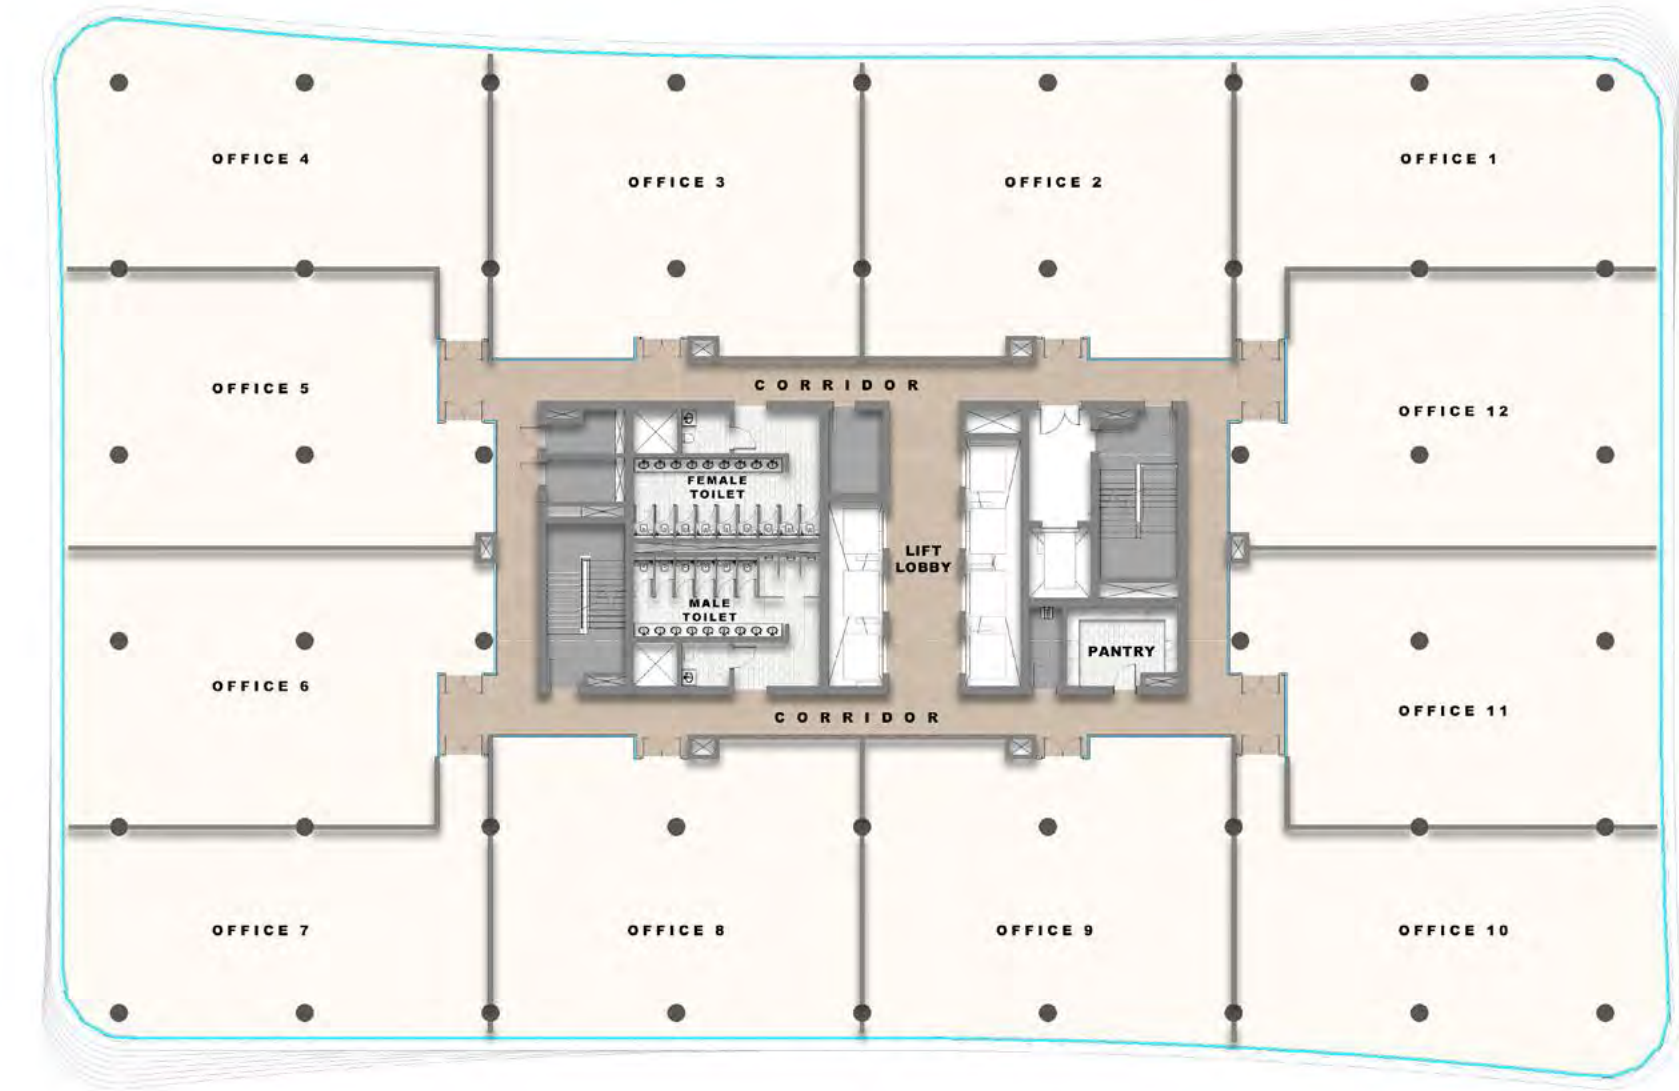 OFFICE 4
OFFICE 3
OFFICE 2
OFFICE 1
OFFICE 5
CORRIDOR
OFFICE 12
FEMALE
TOILET
LIFT
LOBBY
MALE
TOILET
PANTRY
OFFICE 6
CORRIDOR
OFFICE 11
OFFICE 7
OFFICE 8
OFFICE 9
OFFICE 10